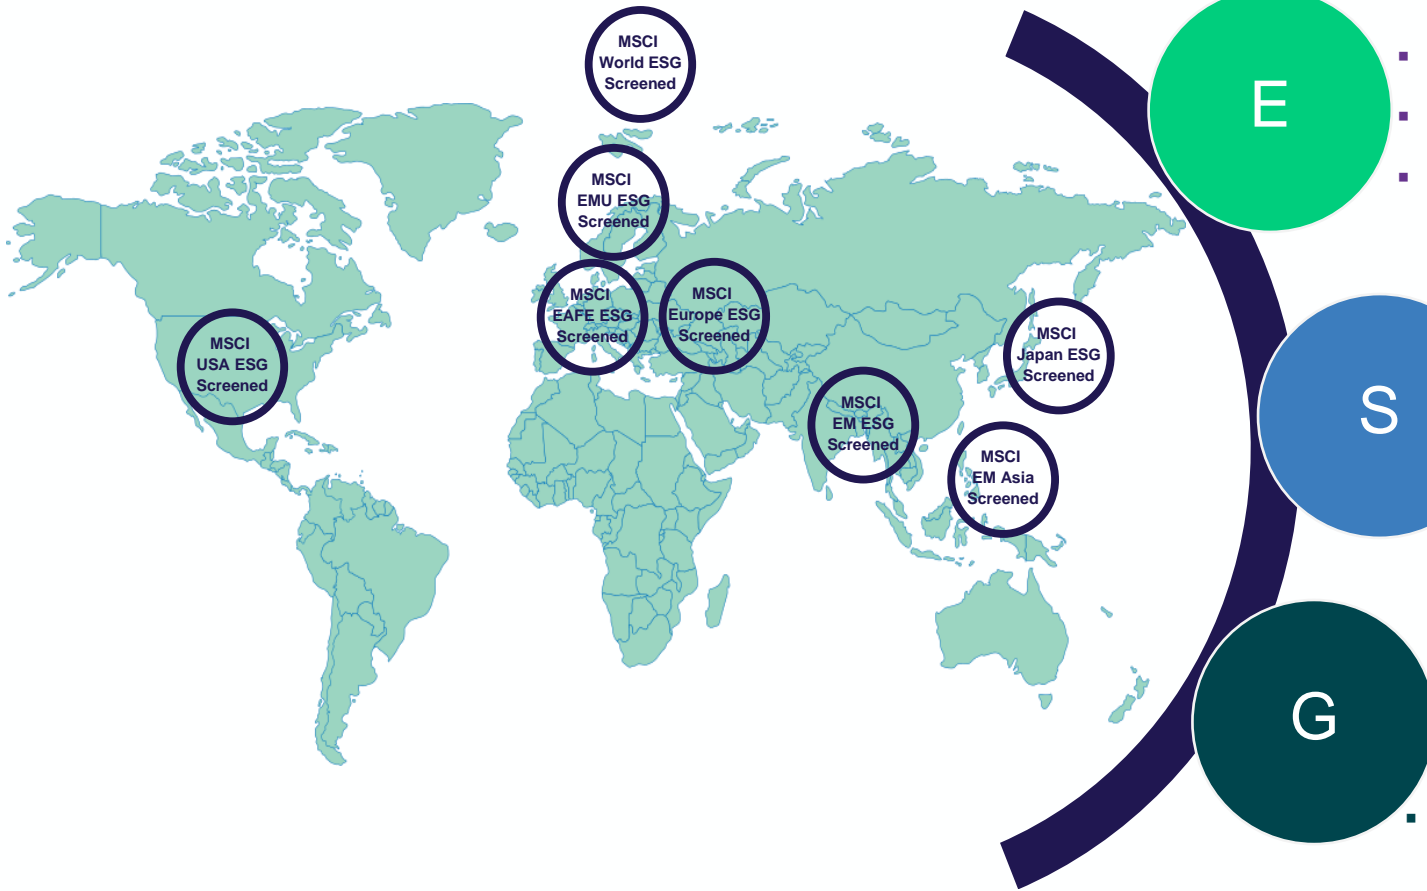 MSCI
World ESG
Screened
MSCI
EMU ESG
Screened
MSCI
EAFE ESG
Screened
MSCI
Europe ESG
Screened
MSCI
USA ESG
Screened
MSCI
Japan ESG
Screened
MSCI
EM ESG
Screened
MSCI
EM Asia
Screened
E
S
G